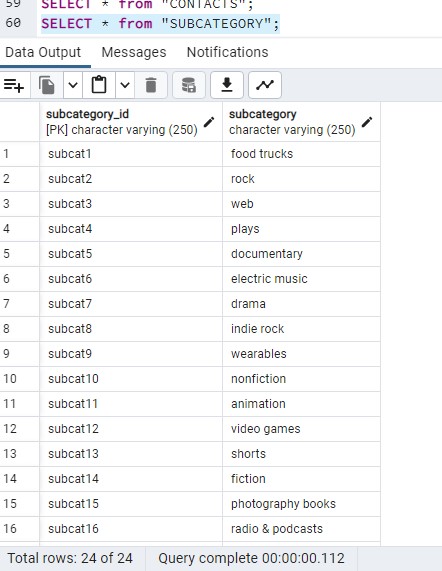 59 SELECT * from "CONTACTS";
60 SELECT * from "SUBCATEGORY";
Data Output Messages Notifications
subcategory_id subcategory
[PK] character varying (250) character varying (250)
1 subcat1 food trucks
2 subcat2 rock
3 subcat3 web
4 subcat4 plays
5 subcat5 documentary
6 subcat6 electric music
7 subcat7 drama
8 subcat8 indie rock
9 subcat9 wearables
10 subcat10 nonfiction
11 subcat11 animation
12 subcat12 video games
13 subcat13 shorts
14 subcat14 fiction
15 subcat15 photography books
16 subcat16 radio & podcasts
Total rows: 24 of 24 Query complete 00:00:00.112